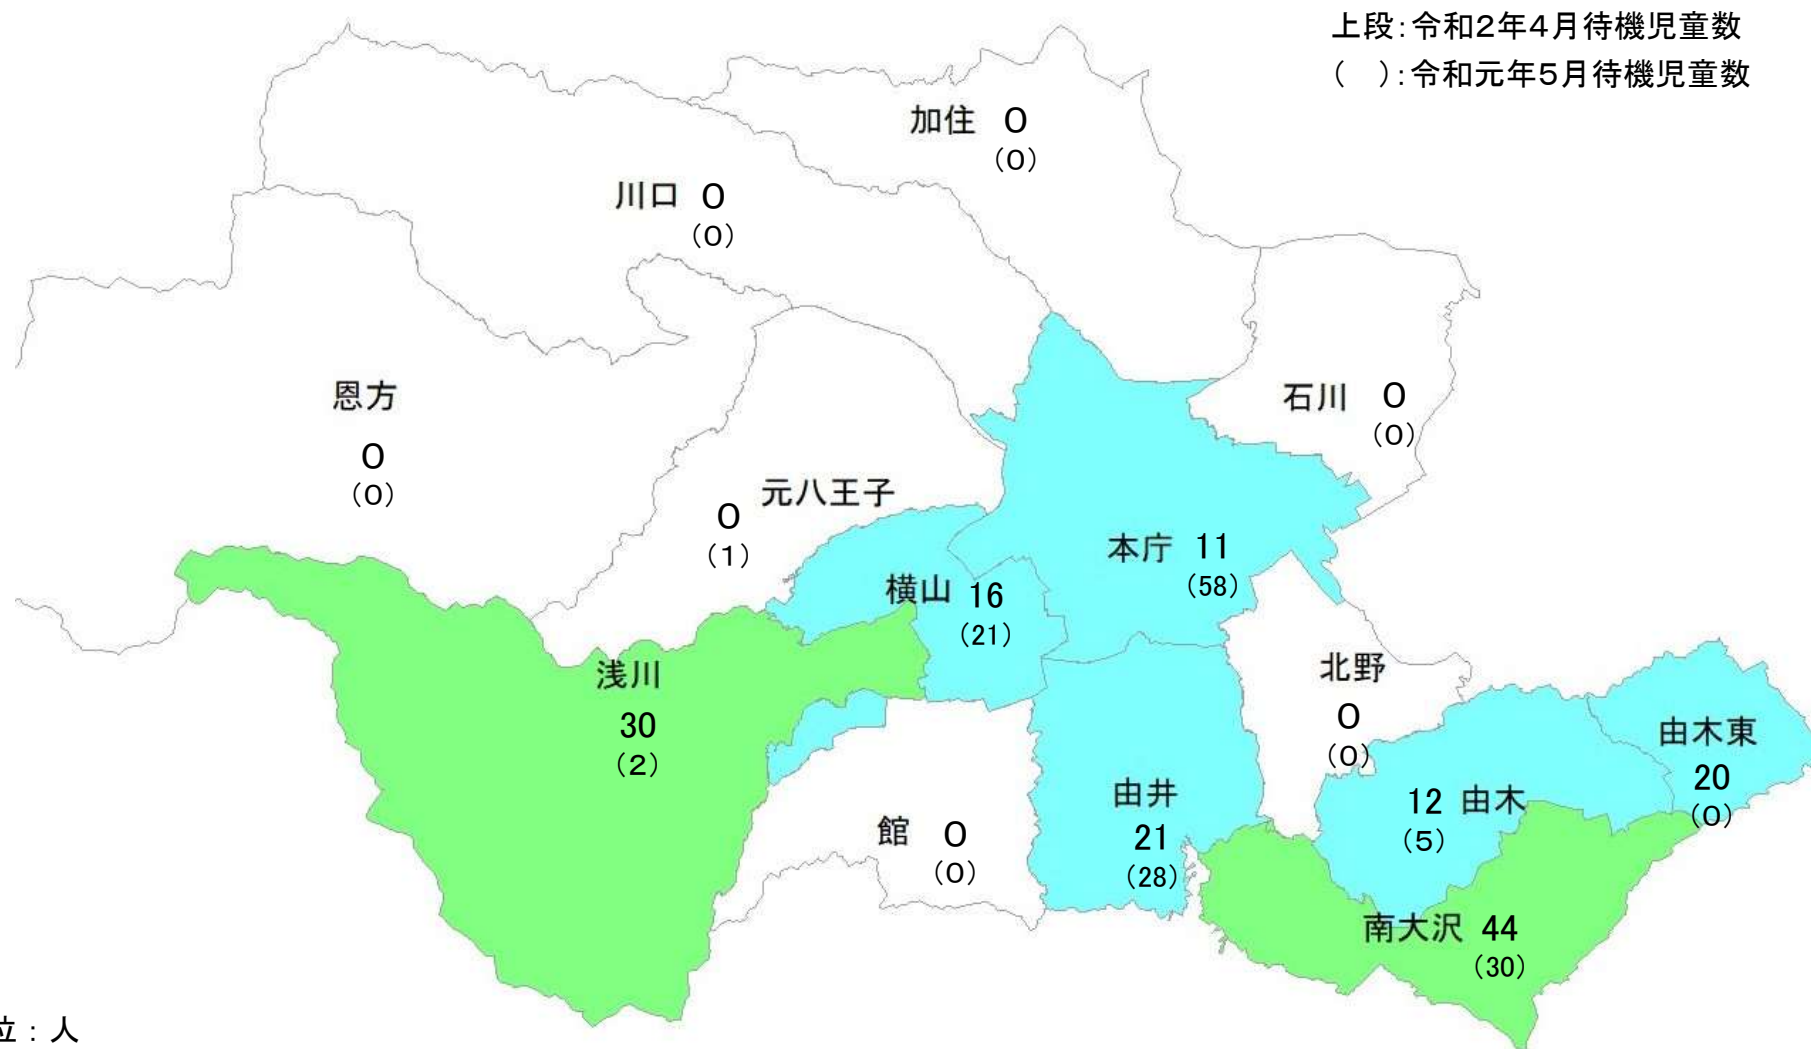 上段：令和2年4月待機児童数
（　）：令和元年5月待機児童数
加住 0
(0)
川口 0
(0)
恩方
0
(0)
石川 0
(0)
元八王子
0
(1)
本庁 11
(58)
横山 16
(21)
浅川
30
(2)
北野
0
(0)
由木東
20
(0)
由井
21
(28)
12 由木
(5)
館 0
(0)
南大沢 44
(30)
位：人